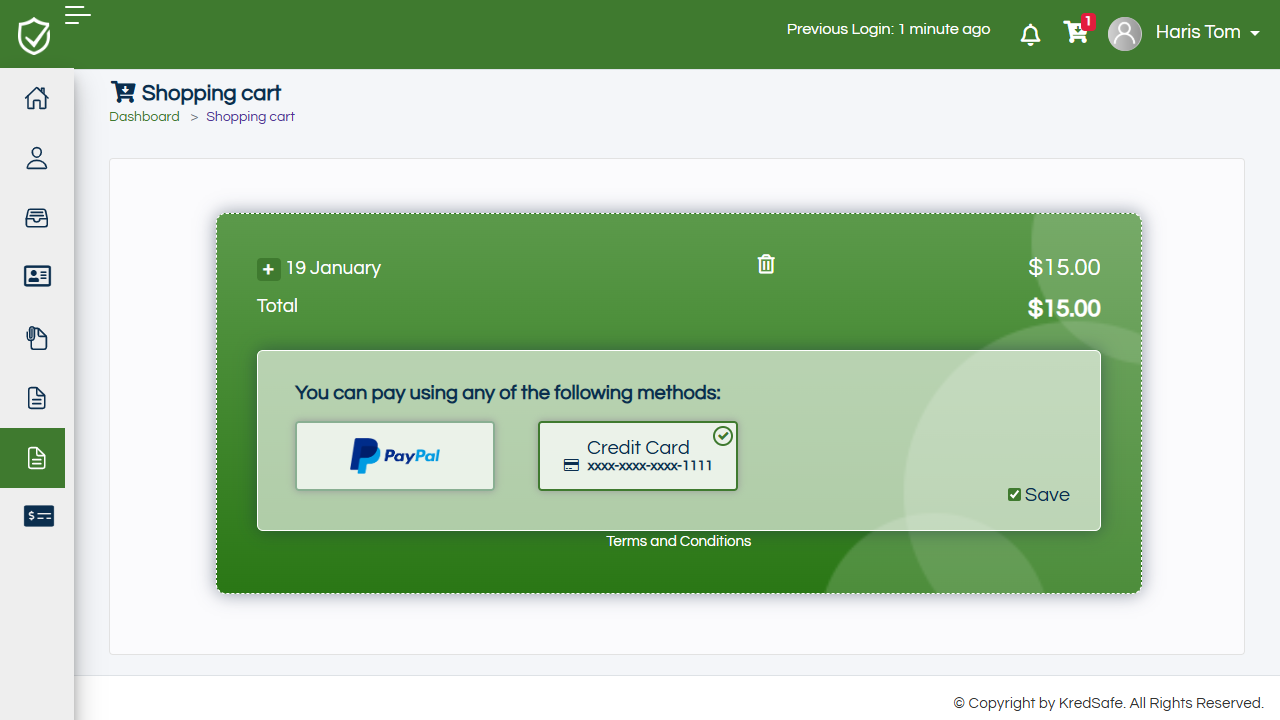 Previous Login: 1 minute ago
1
Haris Tom
Shopping cart
Dashboard > Shopping cart
19 January
$15.00
Total
$15.00
You can pay using any of the following methods:
PayPal
Credit Card
xxxx-xxxx-xxxx-1111
Save
Terms and Conditions
© Copyright by KredSafe. All Rights Reserved.